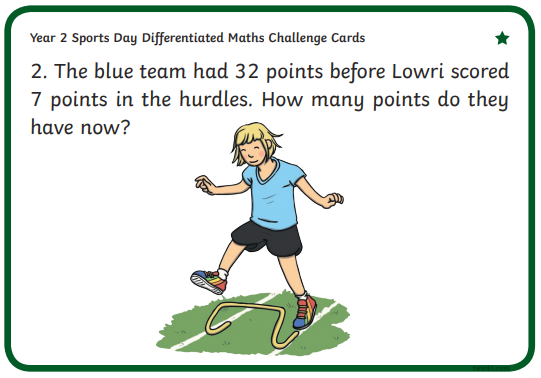 Year 2 Sports Day Differentiated Maths Challenge Cards
2. The blue team had 32 points before Lowri scored
7 points in the hurdles. How many points do they
have now?